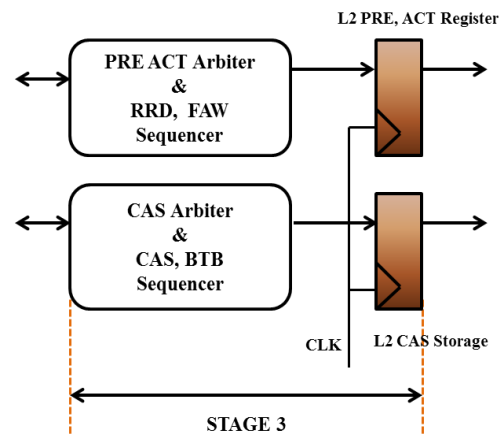 L2 PRE, ACT Register
PRE ACT Arbiter
&
RRD, FAW
Sequencer
CAS Arbiter
&
CAS, BTB
Sequencer
CLK
L2 CAS Storage
STAGE 3